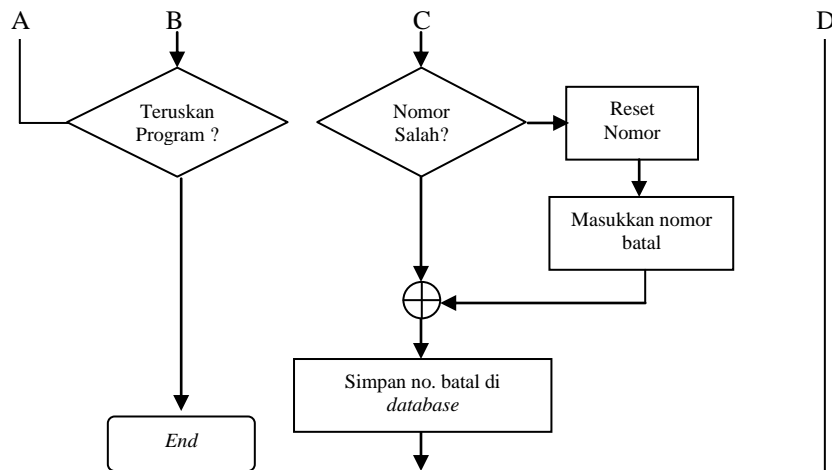 A B C D
Teruskan
Program ?
Nomor
Salah?
Reset
Nomor
Masukkan nomor
batal
Simpan no. batal di
database
End